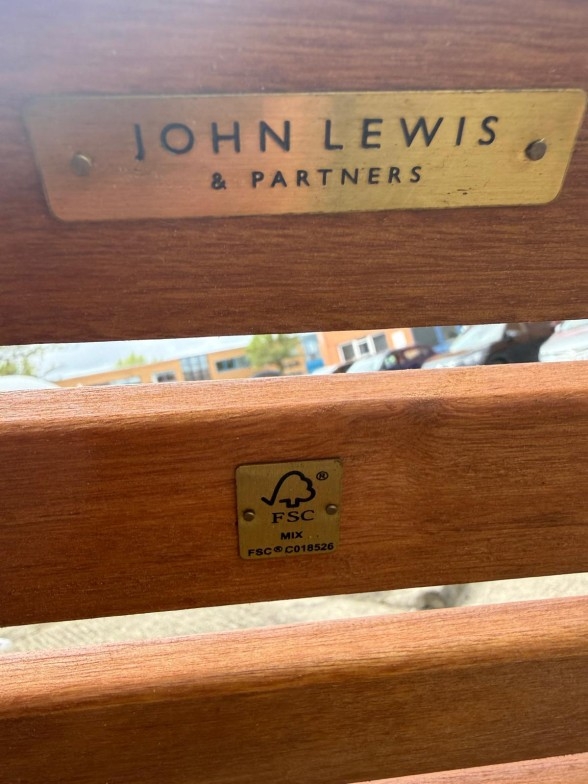 JOHN LEWIS
& PARTNERS
®
FSC
MIX
FSC® C018526